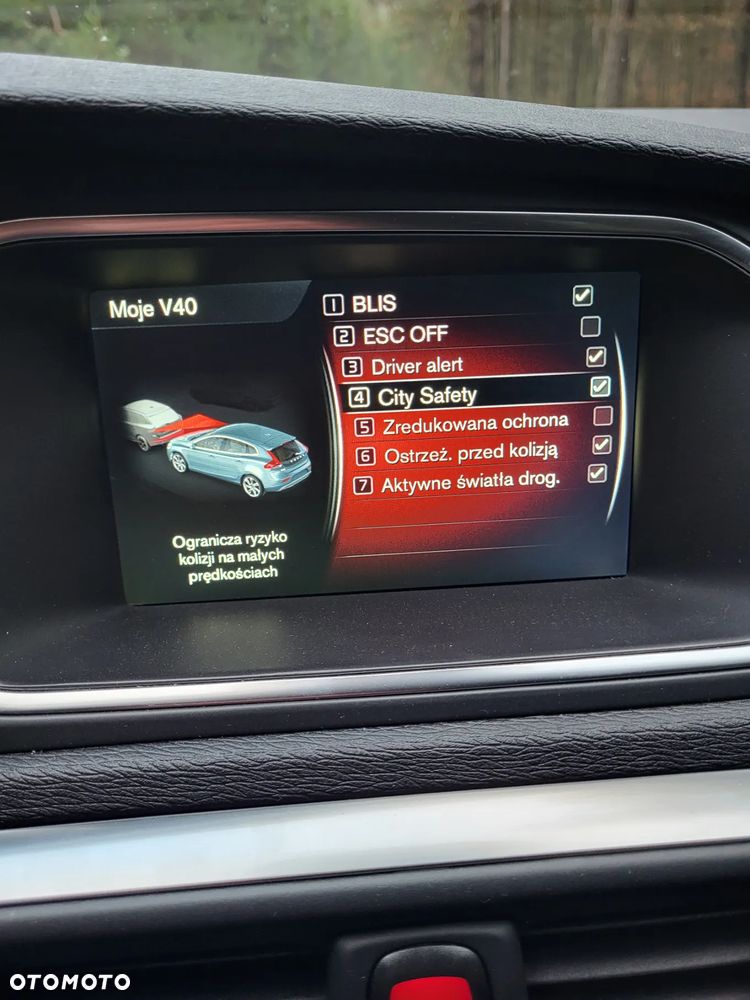 Moje V40
1 BLIS
2 ESC OFF
3 Driver alert
4 City Safety
5 Zredukowana ochrona
6 Ostrzeż. przed kolizją
7 Aktywne światła drog.
Ogranicza ryzyko
kolizji na małych
prędkościach
OTOMOTO